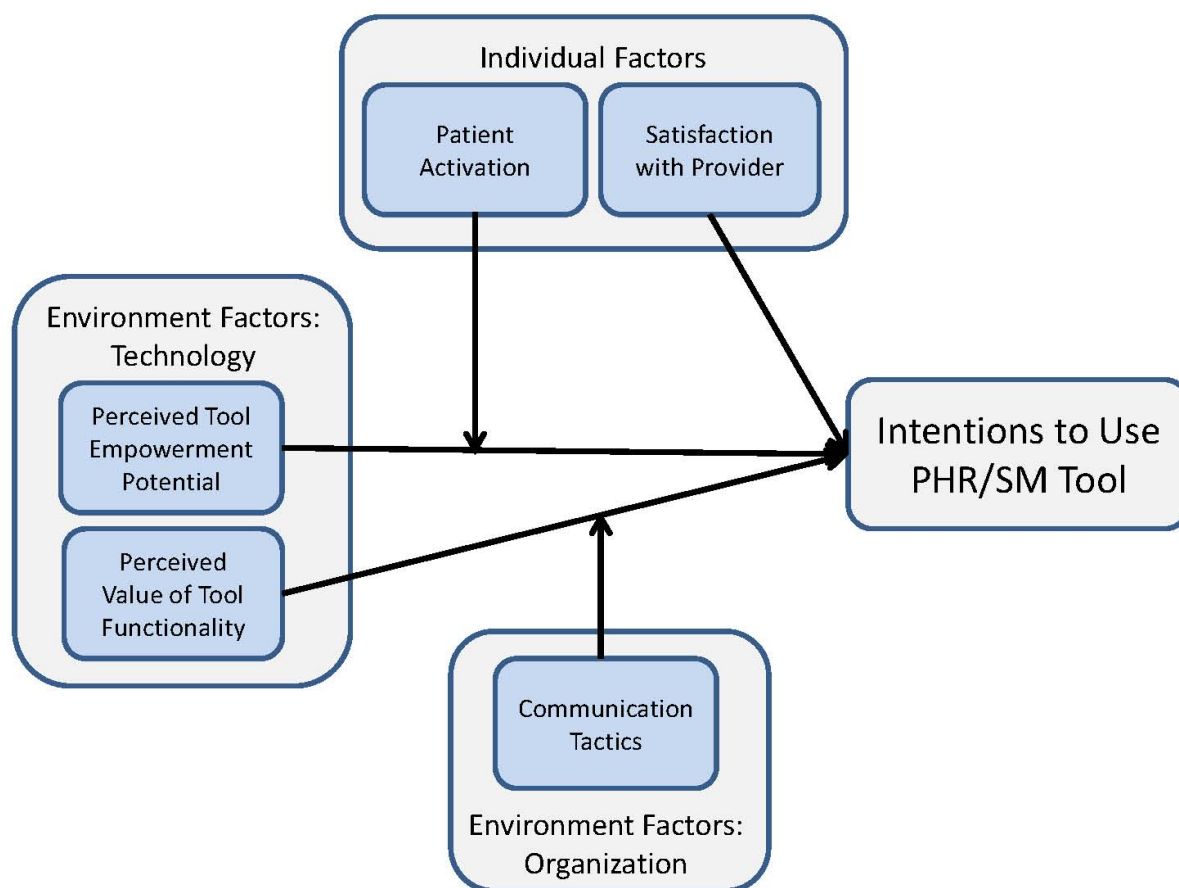 Individual Factors
Patient
Activation
Satisfaction
with Provider
Environment Factors:
Technology
Perceived Tool
Empowerment
Potential
Perceived
Value of Tool
Functionality
Intentions to Use
PHR/SM Tool
Communication
Tactics
Environment Factors:
Organization